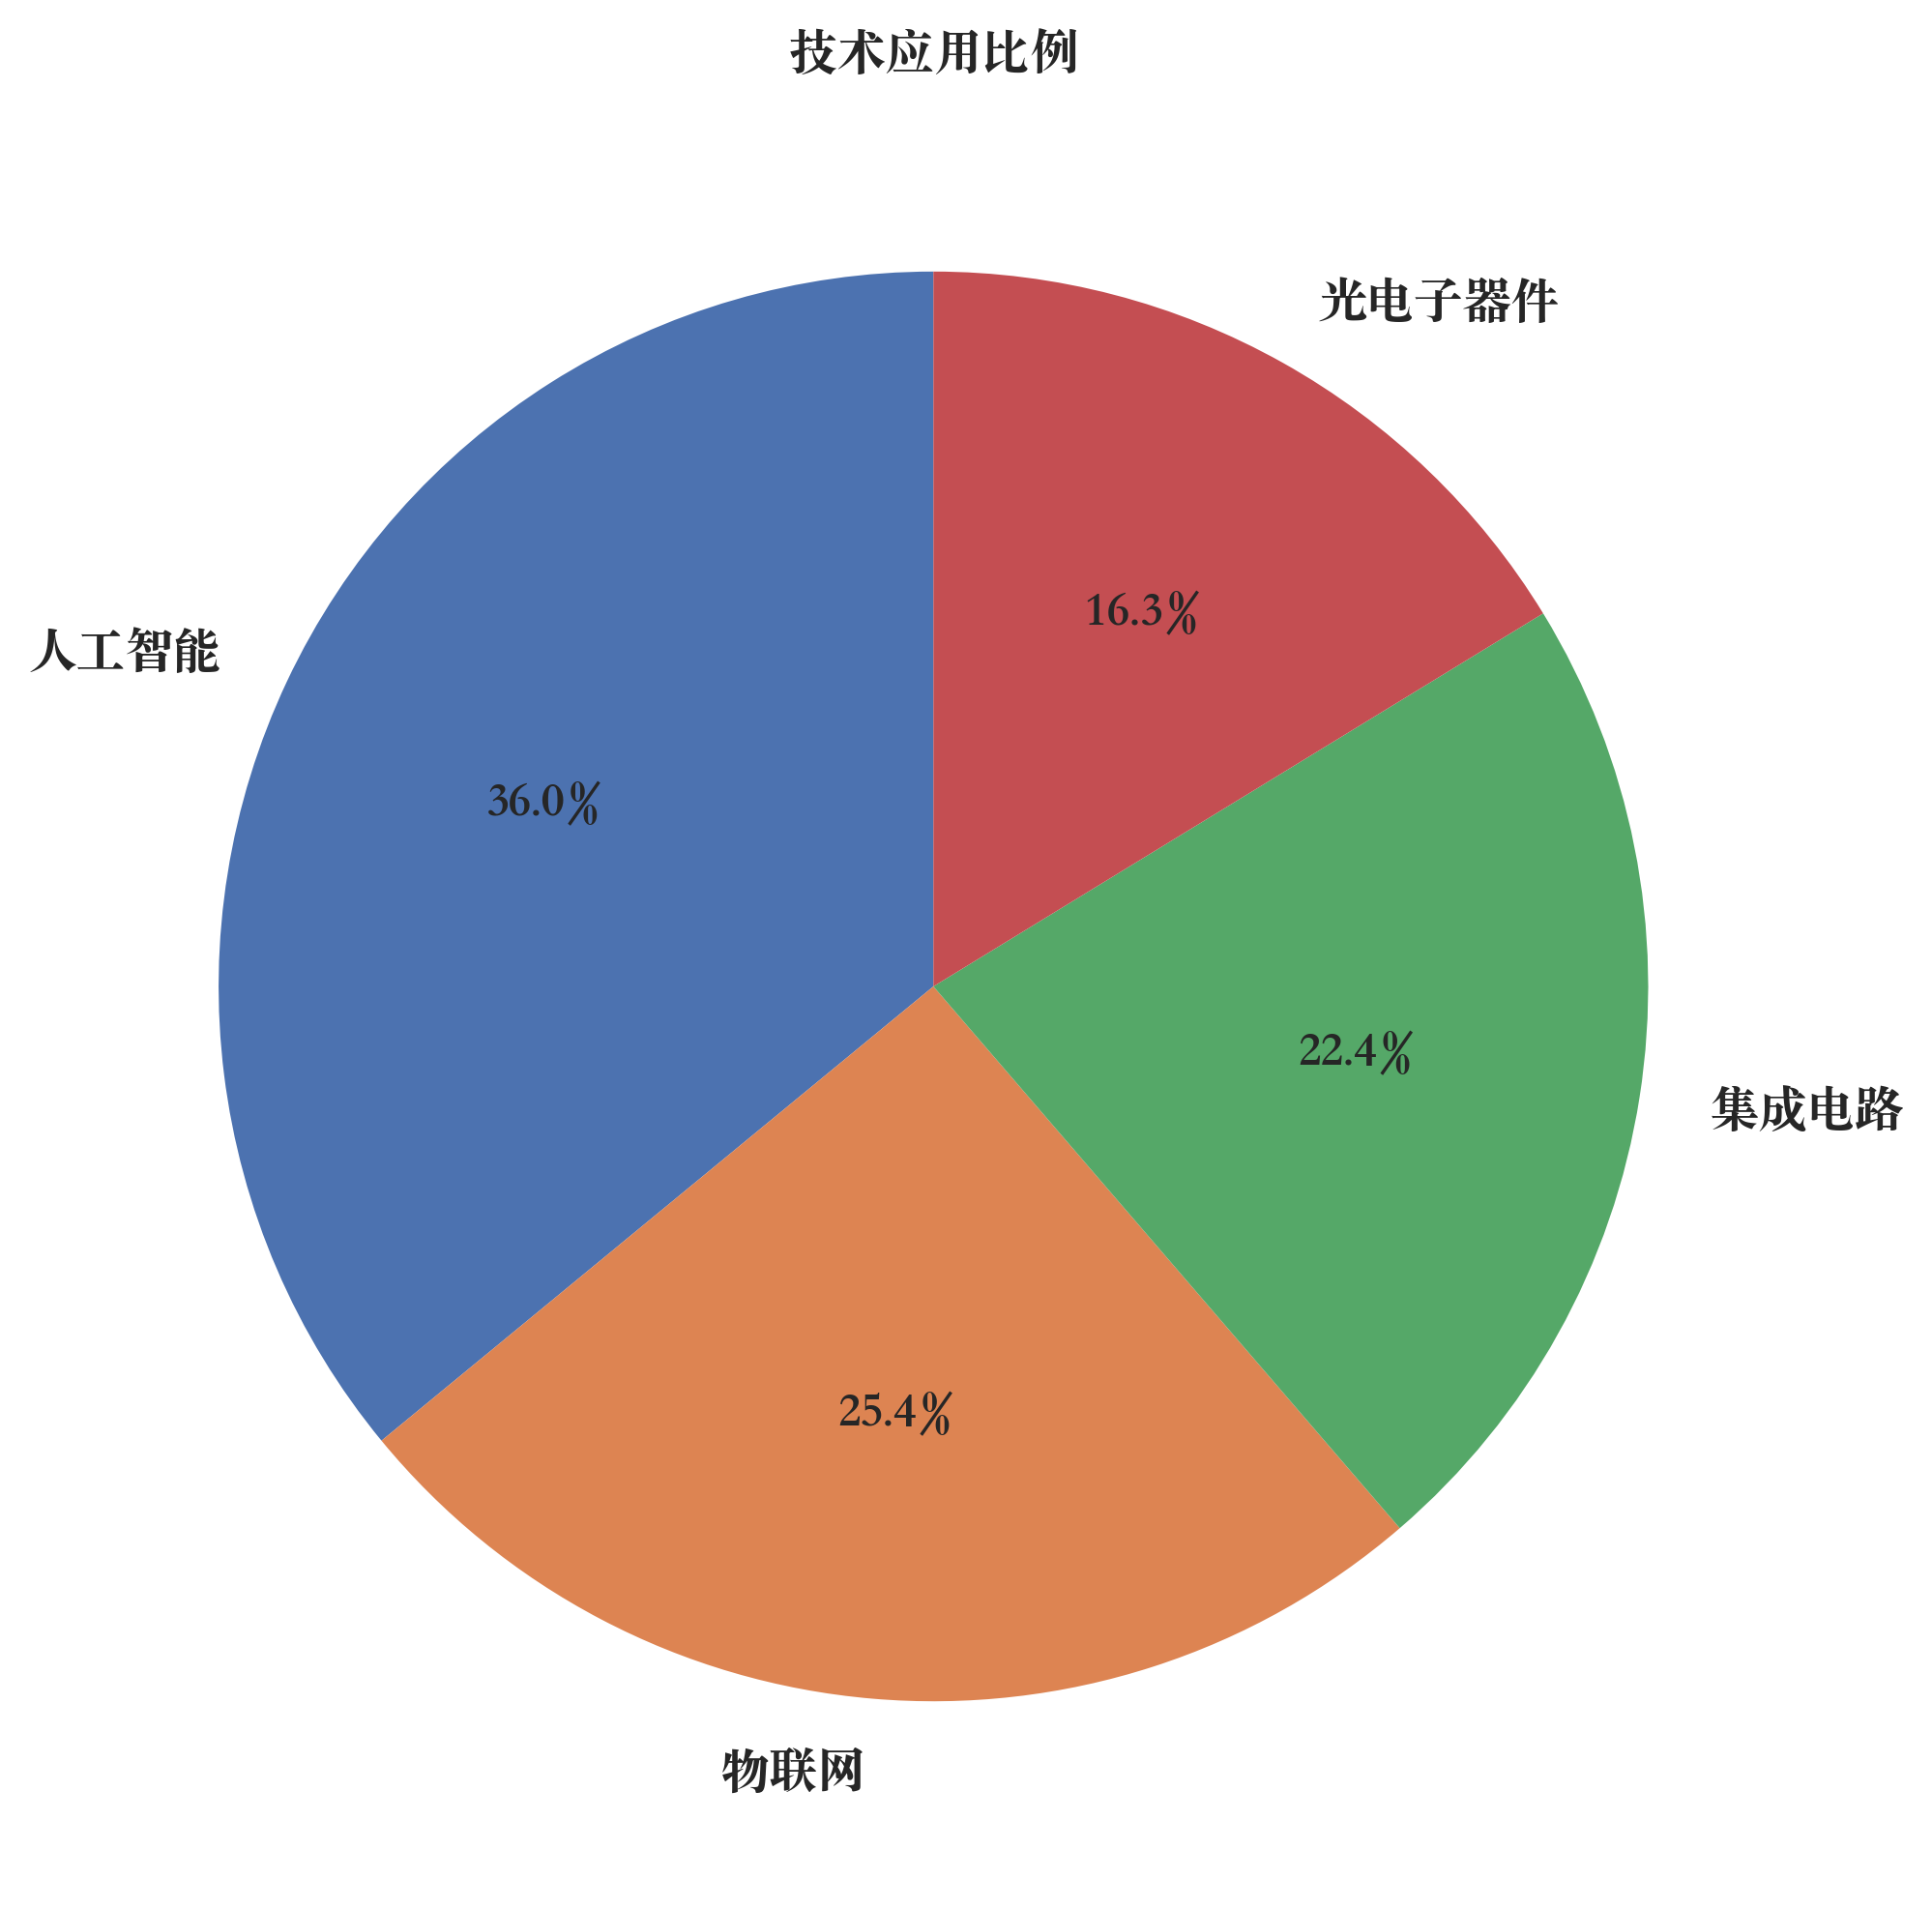 技术应用比例
光电子器件
16.3%
人工智能
36.0%
22.4%
集成电路
25.4%
物联网